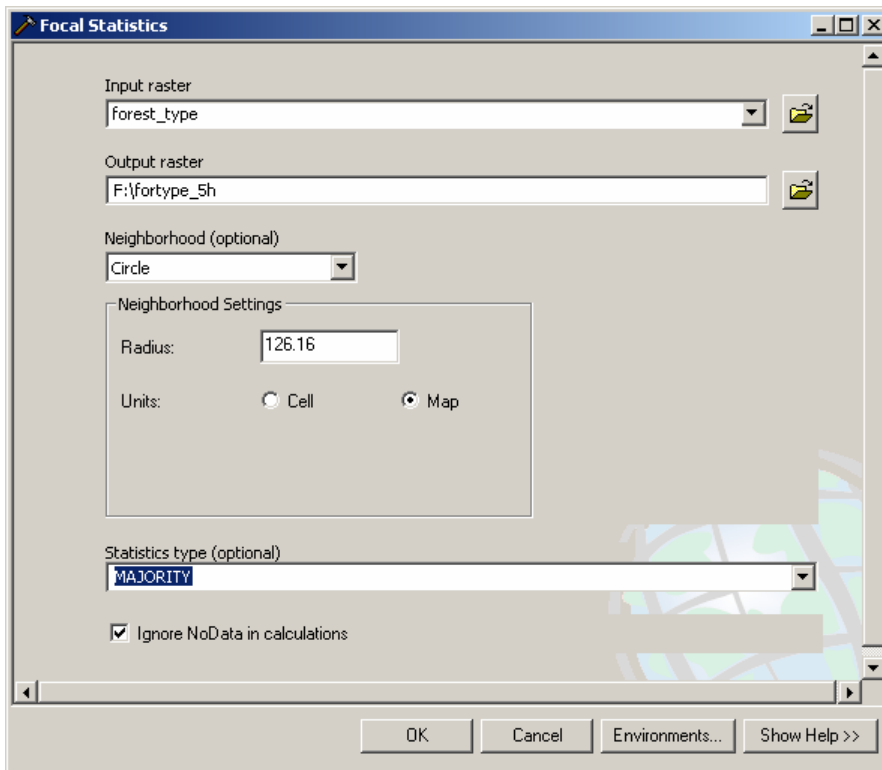 Focal Statistics
Input raster
forest_type
Output raster
F:\fortype_5h
Neighborhood (optional)
Circle
Neighborhood Settings
Radius: 126.16
Units: Cell Map
Statistics type (optional)
MAJORITY
Ignore NoData in calculations
OK Cancel Environments... Show Help >>